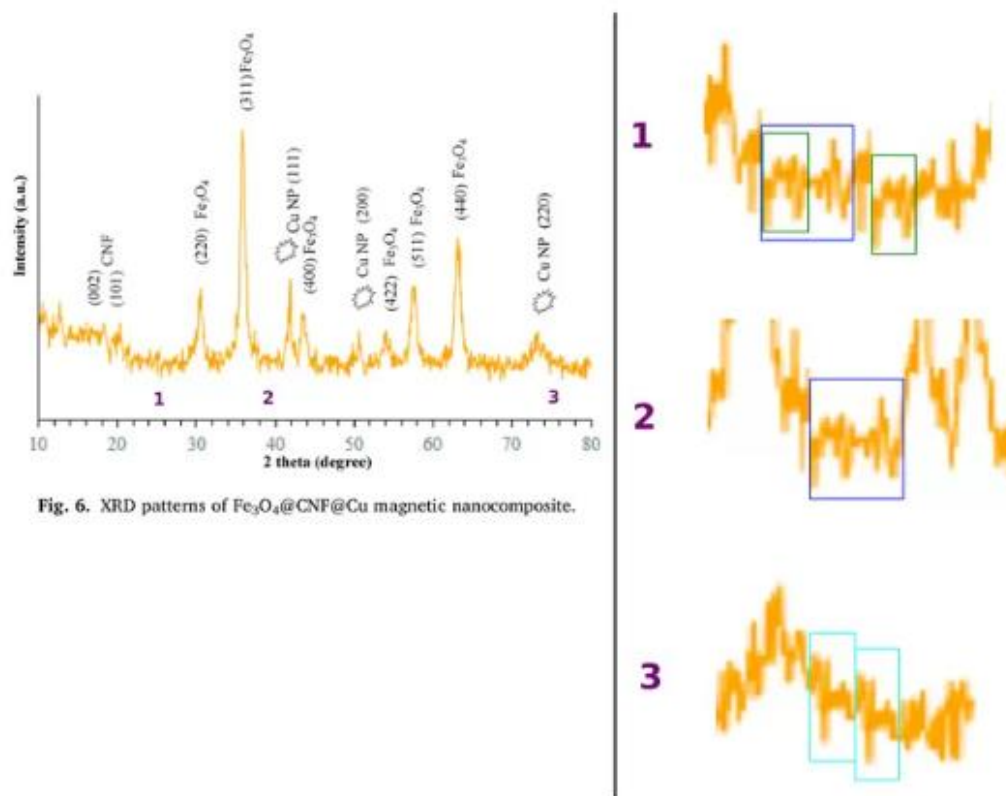 Intensity (a.u.)
(002) CNF
(101)
(220) Fe₃O₄
(311) Fe₃O₄
Cu NP (111)
(400) Fe₃O₄
Cu NP (200)
(422) Fe₃O₄
(511) Fe₃O₄
(440) Fe₃O₄
Cu NP (220)
1 2 3
10 20 30 40 50 60 70 80
2 theta (degree)
Fig. 6. XRD patterns of Fe₃O₄@CNF@Cu magnetic nanocomposite.
1
2
3